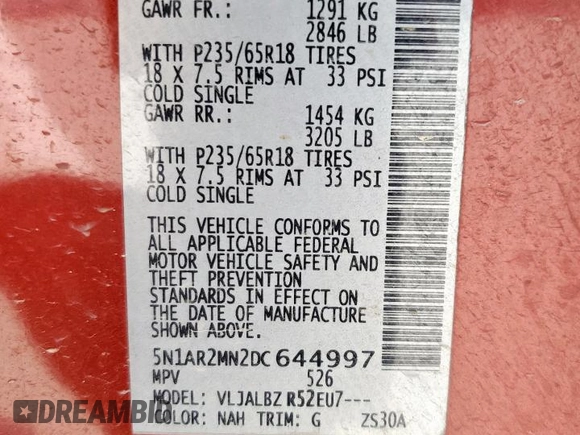 GAWR FR.: 1291 KG
2846 LB
WITH P235/65R18 TIRES
18 X 7.5 RIMS AT 33 PSI
COLD SINGLE
GAWR RR.: 1454 KG
3205 LB
WITH P235/65R18 TIRES
18 X 7.5 RIMS AT 33 PSI
COLD SINGLE
THIS VEHICLE CONFORMS TO
ALL APPLICABLE FEDERAL
MOTOR VEHICLE SAFETY AND
THEFT PREVENTION
STANDARDS IN EFFECT ON
THE DATE OF MANUFACTURE
SHOWN ABOVE.
5N1AR2MN2DC644997
MPV 526
MODEL: VLJALBZ R52EU7---
COLOR: NAH TRIM: G ZS30A
EPICVIN.COM